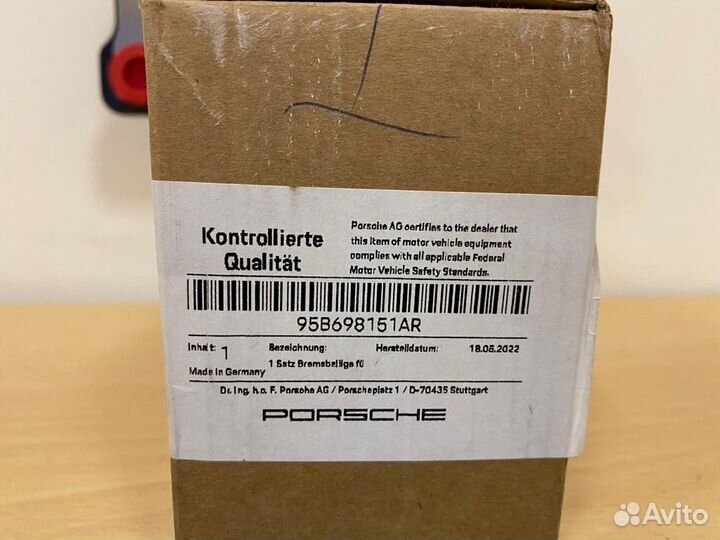 Kontrollierte
Qualität
Porsche AG certifies to the dealer that
this item of motor vehicle equipment
complies with all applicable Federal
Motor Vehicle Safety Standards.
95B698151AR
Inhalt: 1
Bezeichnung:
Herstelldatum:
18.05.2022
1 Satz Bremsbeläge fü
Made in Germany
Dr. Ing. h.c. F. Porsche AG / Porscheplatz 1 / D-70435 Stuttgart
PORSCHE
Avito